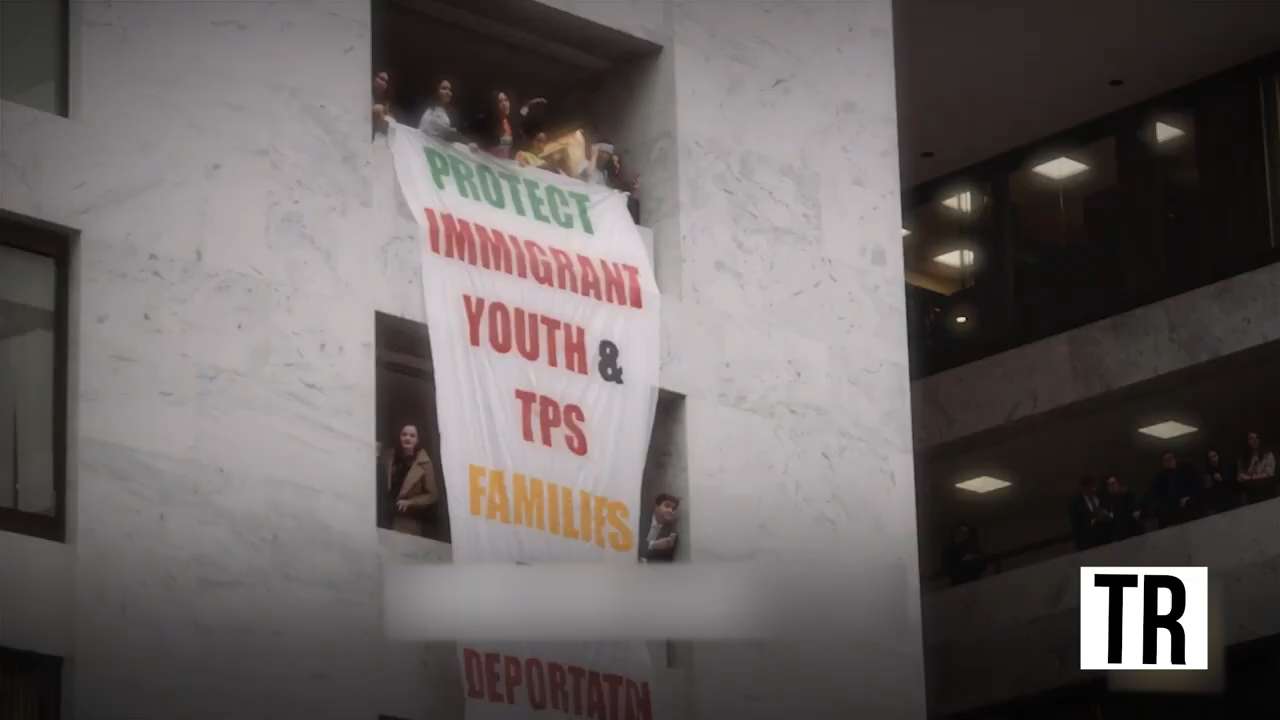 PROTECT
IMMIGRANT
YOUTH &
TPS
FAMILIES
TR